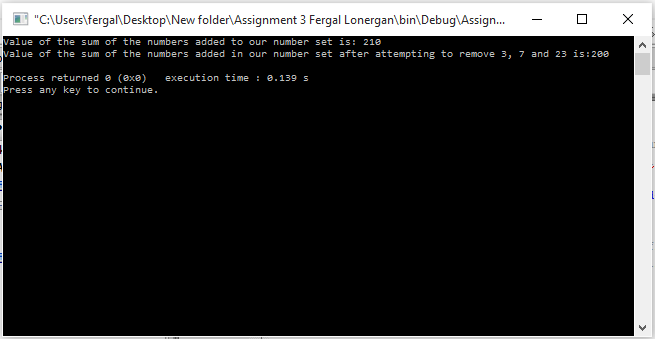 "C:\Users\fergal\Desktop\New folder\Assignment 3 Fergal Lonergan\bin\Debug\Assign...
Value of the sum of the numbers added to our number set is: 210
Value of the sum of the numbers added in our number set after attempting to remove 3, 7 and 23 is:200
Process returned 0 (0x0)   execution time : 0.139 s
Press any key to continue.